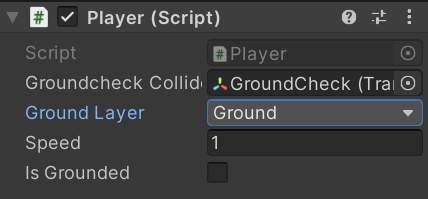 Player (Script)
Script Player
Groundcheck Collide GroundCheck (Tra
Ground Layer Ground
Speed 1
Is Grounded